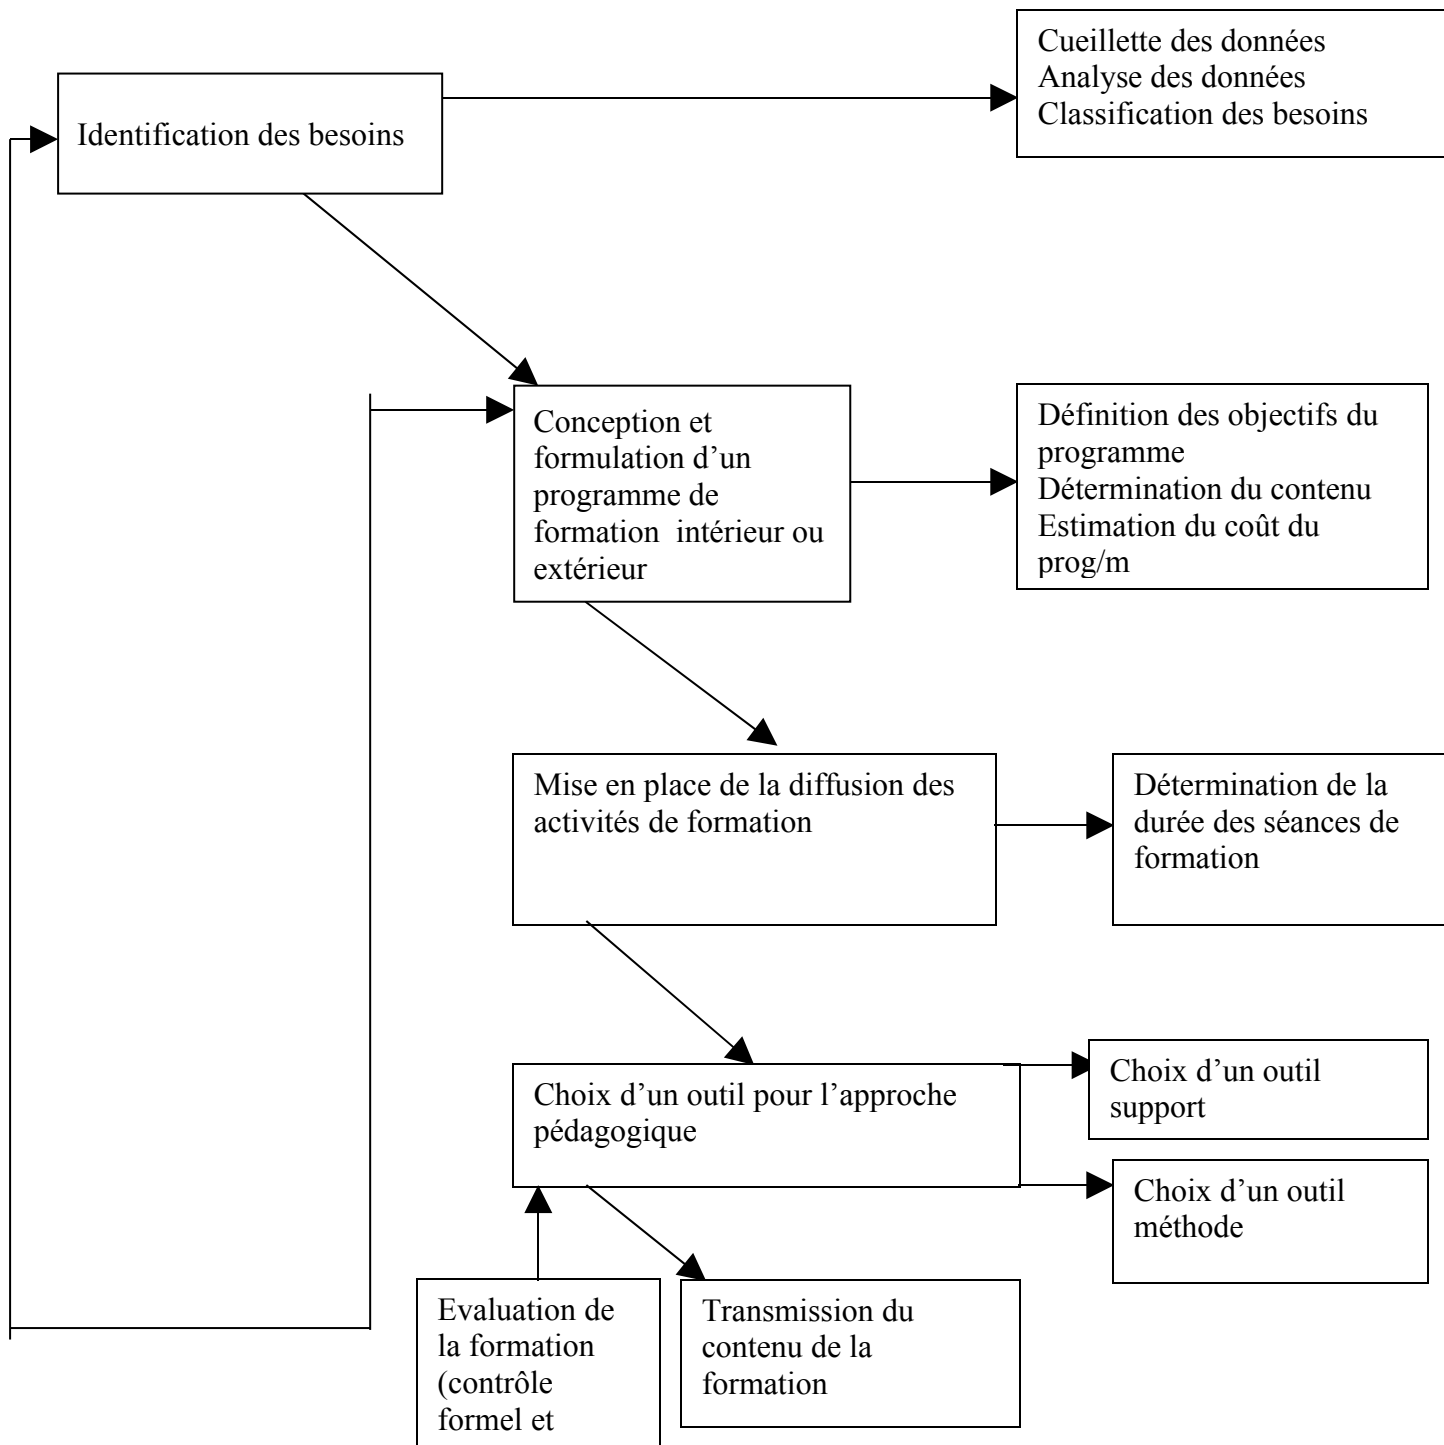 Cueillette des données
Analyse des données
Classification des besoins
Identification des besoins
Conception et
formulation d’un
programme de
formation  intérieur ou
extérieur
Définition des objectifs du
programme
Détermination du contenu
Estimation du coût du
prog/m
Mise en place de la diffusion des
activités de formation
Détermination de la
durée des séances de
formation
Choix d’un outil pour l’approche
pédagogique
Choix d’un outil
support
Choix d’un outil
méthode
Evaluation de
la formation
(contrôle
formel et
Transmission du
contenu de la
formation